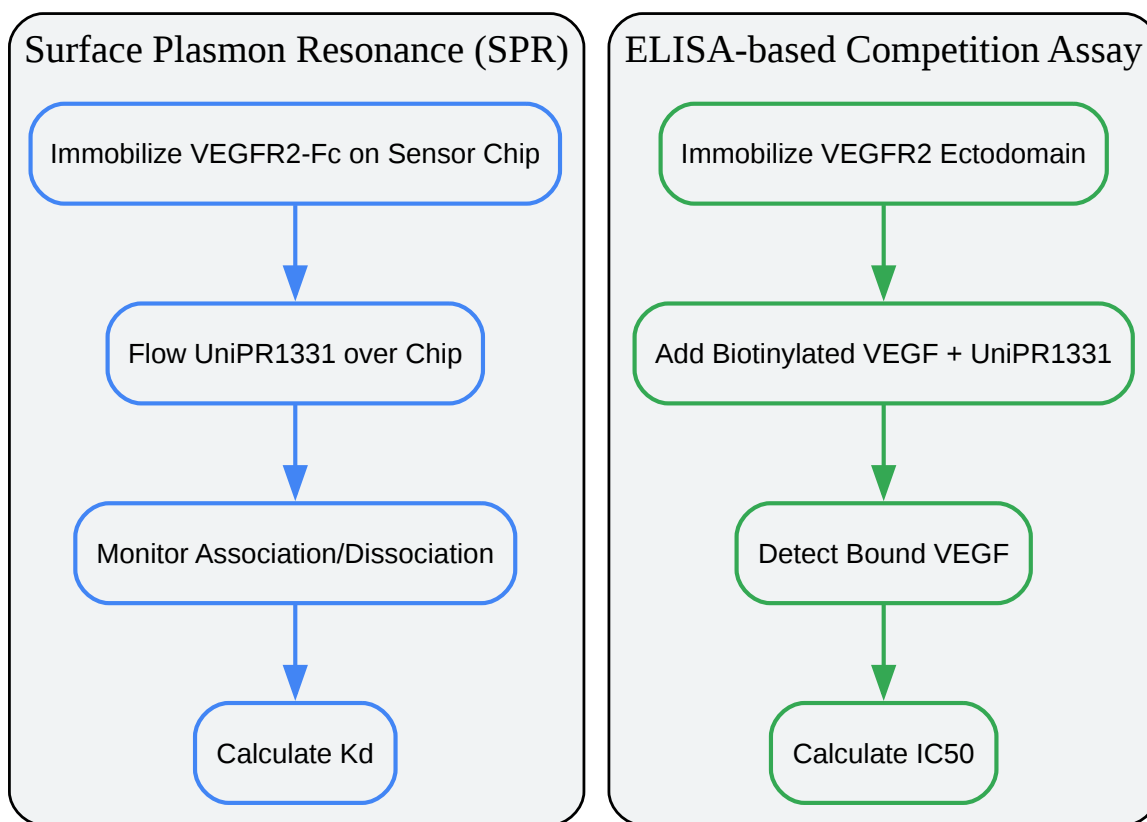 Surface Plasmon Resonance (SPR)
Immobilize VEGFR2-Fc on Sensor Chip
Flow UniPR1331 over Chip
Monitor Association/Dissociation
Calculate Kd
ELISA-based Competition Assay
Immobilize VEGFR2 Ectodomain
Add Biotinylated VEGF + UniPR1331
Detect Bound VEGF
Calculate IC50